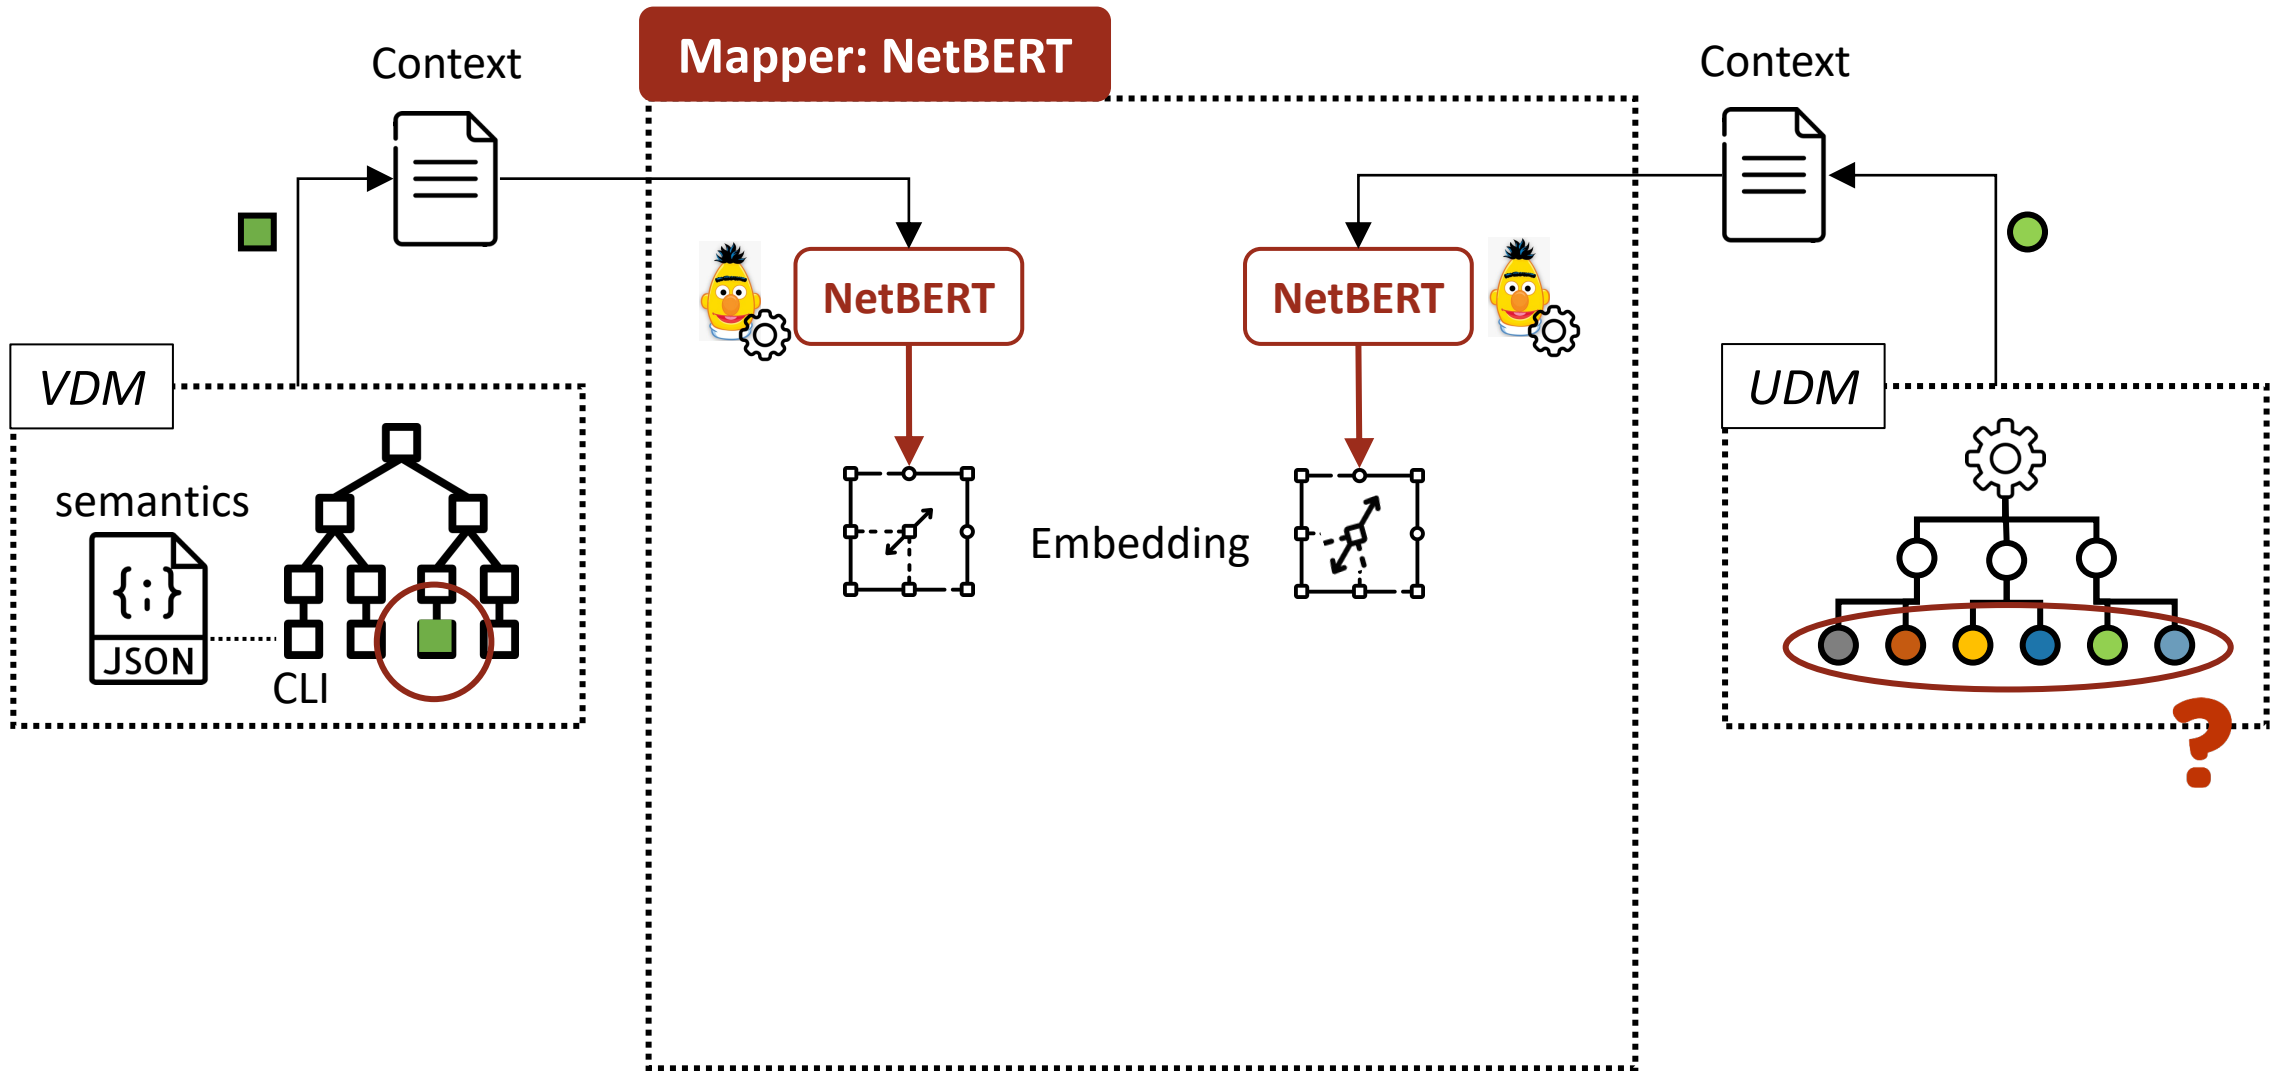 Mapper: NetBERT
Context
Context
NetBERT
NetBERT
VDM
UDM
semantics
{;}
JSON
CLI
Embedding
?